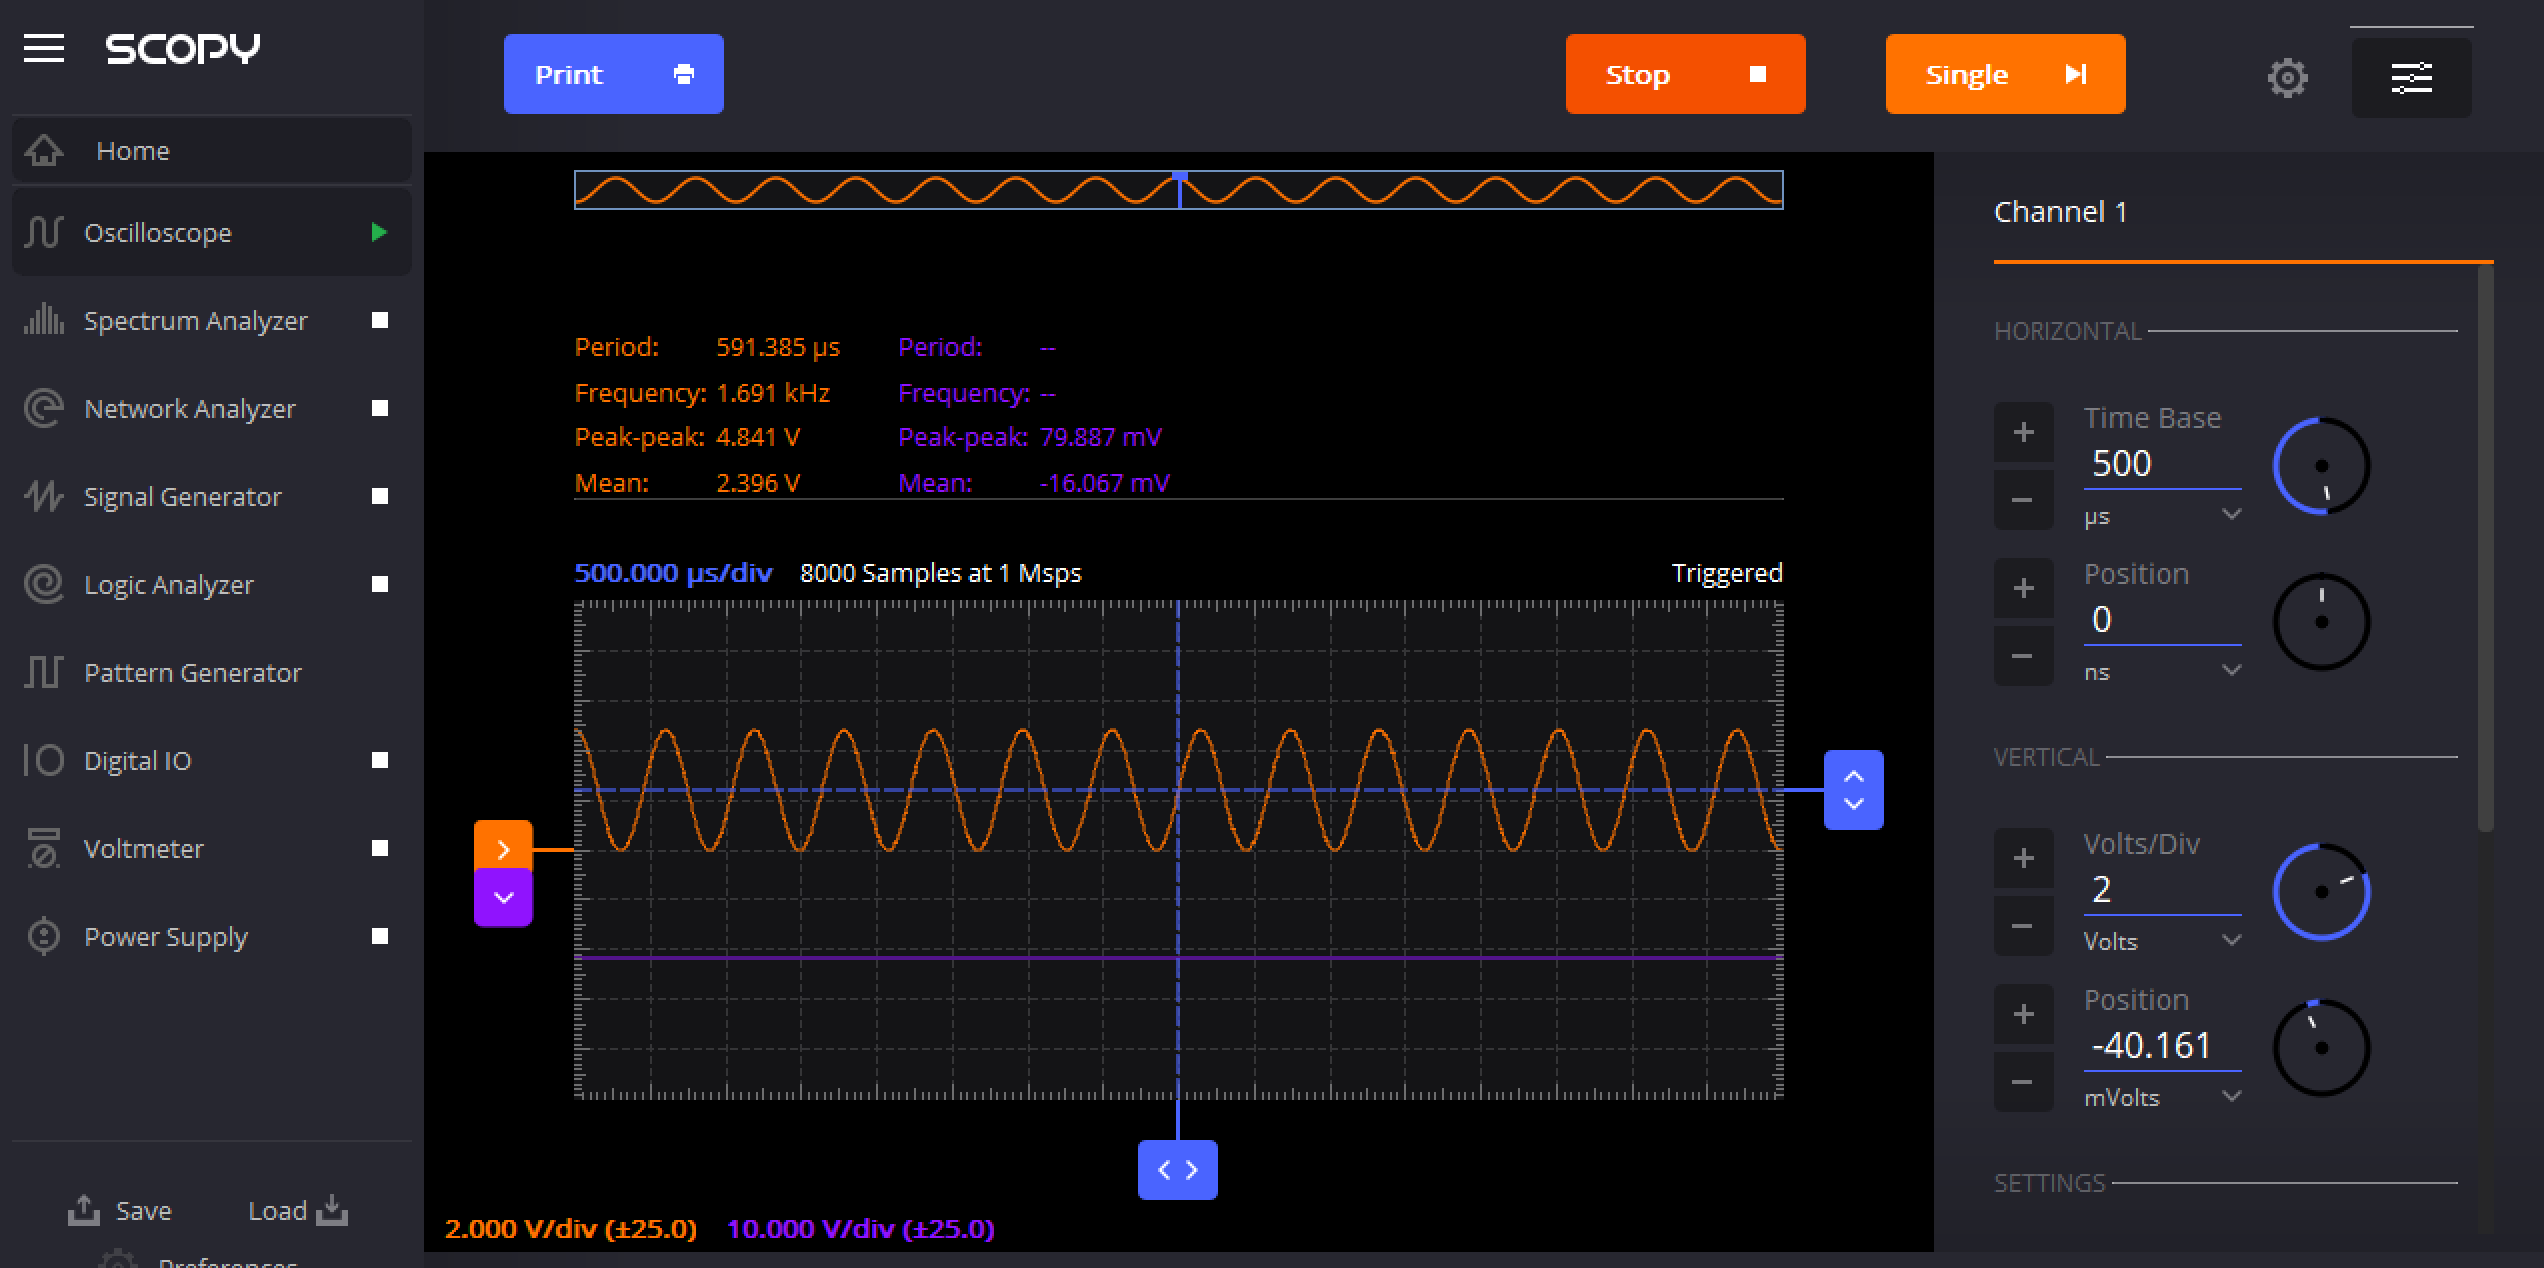 SCOPY
Print
Stop
Single
Home
Oscilloscope
Spectrum Analyzer
Network Analyzer
Signal Generator
Logic Analyzer
Pattern Generator
Digital IO
Voltmeter
Power Supply
Save
Load
Preferences
Period: 591.385 µs Period: --
Frequency: 1.691 kHz Frequency: --
Peak-peak: 4.841 V Peak-peak: 79.887 mV
Mean: 2.396 V Mean: -16.067 mV
500.000 µs/div 8000 Samples at 1 Msps Triggered
2.000 V/div (±25.0) 10.000 V/div (±25.0)
Channel 1
HORIZONTAL
Time Base
500
µs
Position
0
ns
VERTICAL
Volts/Div
2
Volts
Position
-40.161
mVolts
SETTINGS